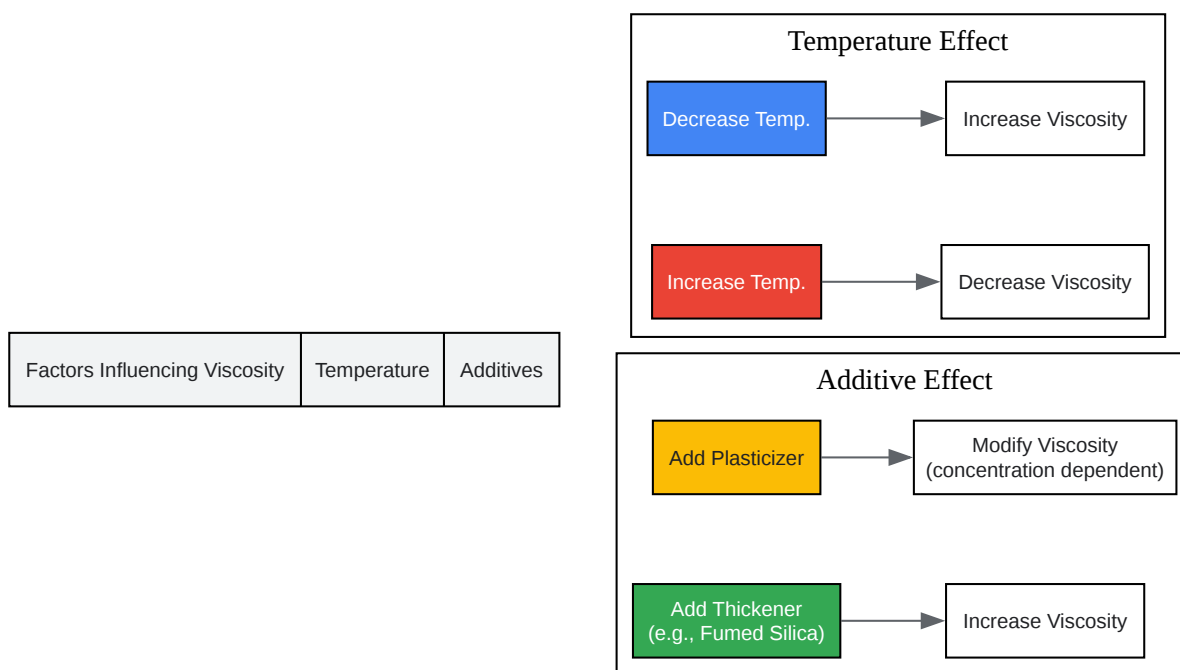 Temperature Effect
Decrease Temp.
Increase Viscosity
Increase Temp.
Decrease Viscosity
Factors Influencing Viscosity
Temperature
Additives
Additive Effect
Add Plasticizer
Modify Viscosity
(concentration dependent)
Add Thickener
(e.g., Fumed Silica)
Increase Viscosity